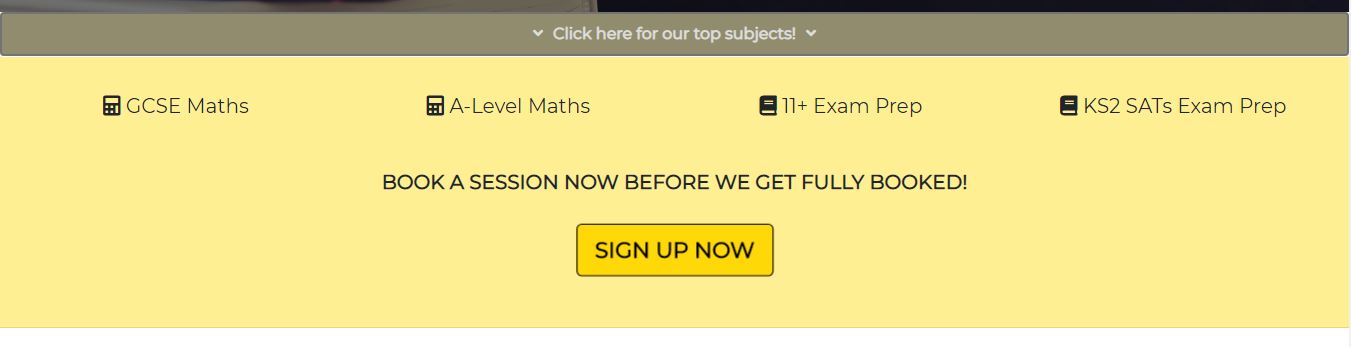 Click here for our top subjects!
GCSE Maths A-Level Maths 11+ Exam Prep KS2 SATs Exam Prep
BOOK A SESSION NOW BEFORE WE GET FULLY BOOKED!
SIGN UP NOW